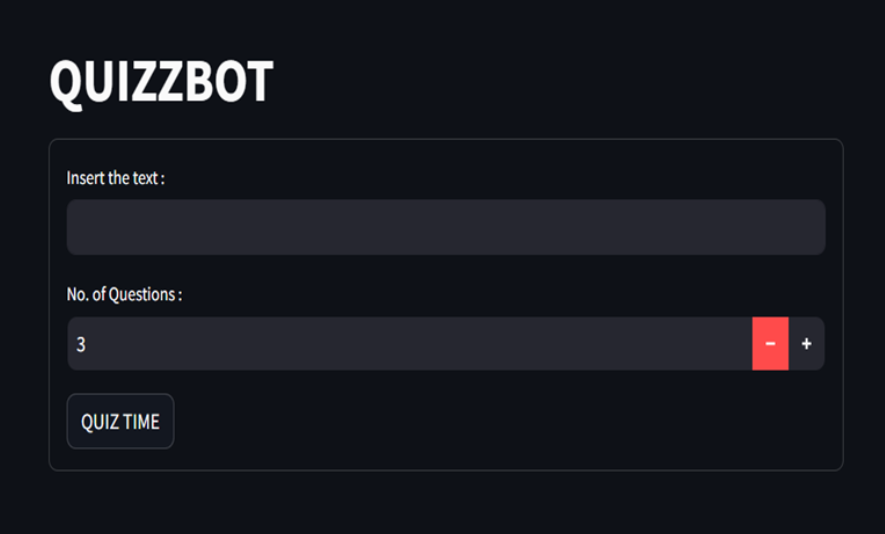 QUIZZBOT
Insert the text :
No. of Questions :
3 − +
QUIZ TIME